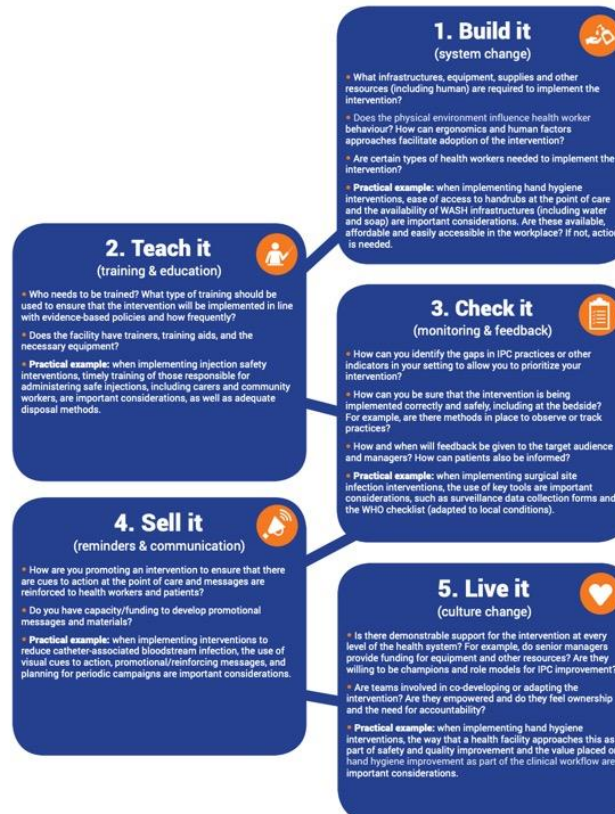 1. Build it
(system change)
• What infrastructures, equipment, supplies and other
resources (including human) are required to implement the
intervention?
• Does the physical environment influence health worker
behaviour? How can ergonomics and human factors
approaches facilitate adoption of the intervention?
• Are certain types of health workers needed to implement the
intervention?
• Practical example: when implementing hand hygiene
interventions, ease of access to handrubs at the point of care
and the availability of WASH infrastructures (including water
and soap) are important considerations. Are these available,
affordable and easily accessible in the workplace? If not, action
is needed.
2. Teach it
(training & education)
• Who needs to be trained? What type of training should be
used to ensure that the intervention will be implemented in line
with evidence-based policies and how frequently?
• Does the facility have trainers, training aids, and the
necessary equipment?
• Practical example: when implementing injection safety
interventions, timely training of those responsible for
administering safe injections, including carers and community
workers, are important considerations, as well as adequate
disposal methods.
3. Check it
(monitoring & feedback)
• How can you identify the gaps in IPC practices or other
indicators in your setting to allow you to prioritize your
intervention?
• How can you be sure that the intervention is being
implemented correctly and safely, including at the bedside?
For example, are there methods in place to observe or track
practices?
• How and when will feedback be given to the target audience
and managers? How can patients also be informed?
• Practical example: when implementing surgical site
infection interventions, the use of key tools are important
considerations, such as surveillance data collection forms and
the WHO checklist (adapted to local conditions).
4. Sell it
(reminders & communication)
• How are you promoting an intervention to ensure that there
are cues to action at the point of care and messages are
reinforced to health workers and patients?
• Do you have capacity/funding to develop promotional
messages and materials?
• Practical example: when implementing interventions to
reduce catheter-associated bloodstream infection, the use of
visual cues to action, promotional/reinforcing messages, and
planning for periodic campaigns are important considerations.
5. Live it
(culture change)
• Is there demonstrable support for the intervention at every
level of the health system? For example, do senior managers
provide funding for equipment and other resources? Are they
willing to be champions and role models for IPC improvement?
• Are teams involved in co-developing or adapting the
intervention? Are they empowered and do they feel ownership
and the need for accountability?
• Practical example: when implementing hand hygiene
interventions, the way that a health facility approaches this as
part of safety and quality improvement and the value placed on
hand hygiene improvement as part of the clinical workflow are
important considerations.